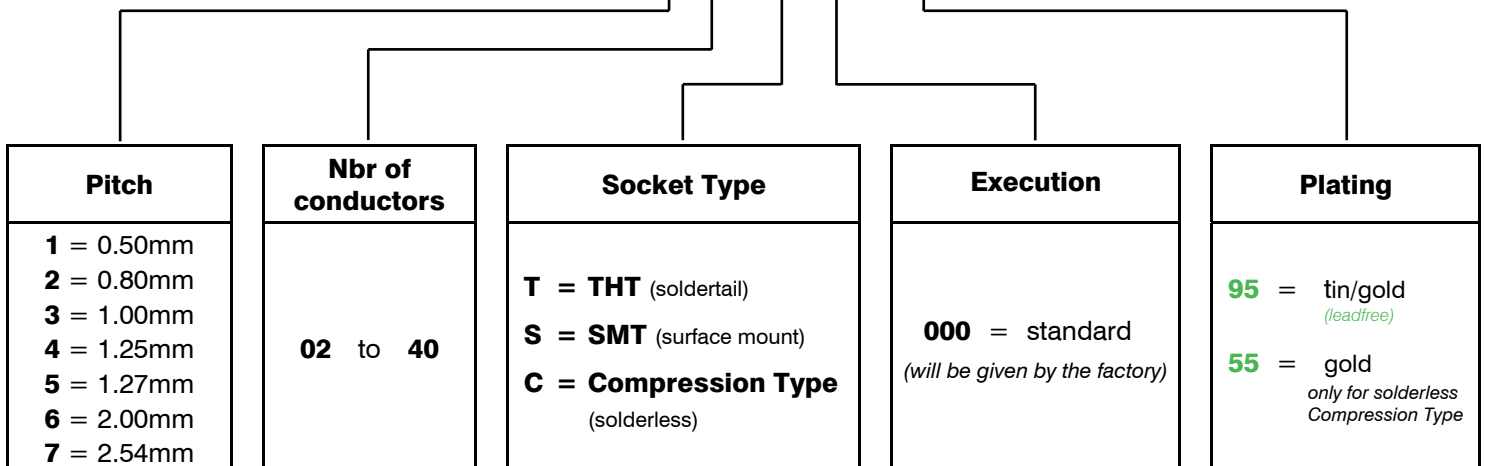 Pitch
1 = 0.50mm
2 = 0.80mm
3 = 1.00mm
4 = 1.25mm
5 = 1.27mm
6 = 2.00mm
7 = 2.54mm
Nbr of
conductors
02 to 40
Socket Type
T = THT (soldertail)
S = SMT (surface mount)
C = Compression Type
(solderless)
Execution
000 = standard
(will be given by the factory)
Plating
95 = tin/gold
(leadfree)
55 = gold
only for solderless
Compression Type